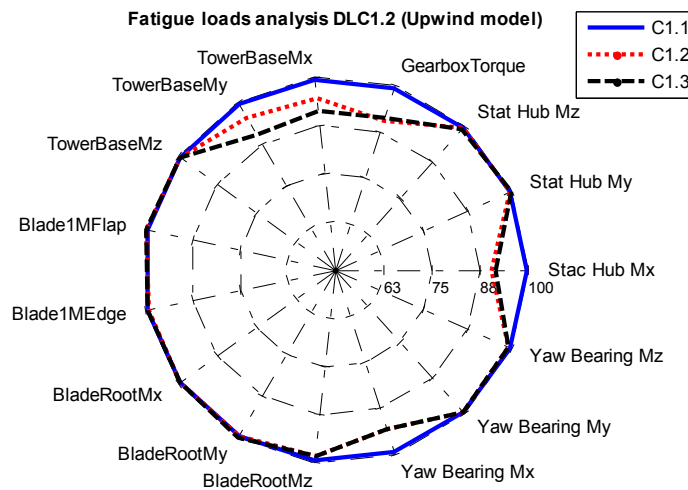 Fatigue loads analysis DLC1.2 (Upwind model)
C1.1
C1.2
C1.3
TowerBaseMx
GearboxTorque
TowerBaseMy
Stat Hub Mz
TowerBaseMz
Stat Hub My
Blade1MFlap
Stac Hub Mx
63 75 88 100
Blade1MEdge
Yaw Bearing Mz
BladeRootMx
Yaw Bearing My
BladeRootMy
BladeRootMz
Yaw Bearing Mx